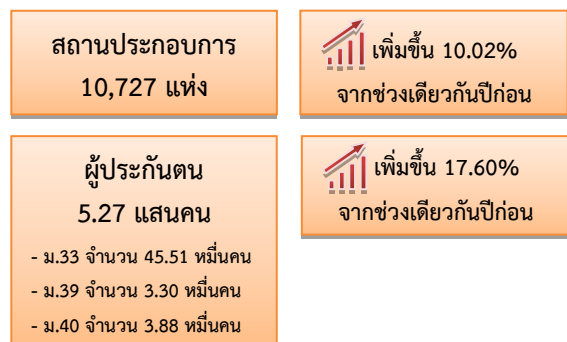 สถานประกอบการ
10,727 แห่ง
เพิ่มขึ้น 10.02%
จากช่วงเดียวกันปีก่อน
ผู้ประกันตน
5.27 แสนคน
- ม.33 จำนวน 45.51 หมื่นคน
- ม.39 จำนวน 3.30 หมื่นคน
- ม.40 จำนวน 3.88 หมื่นคน
เพิ่มขึ้น 17.60%
จากช่วงเดียวกันปีก่อน